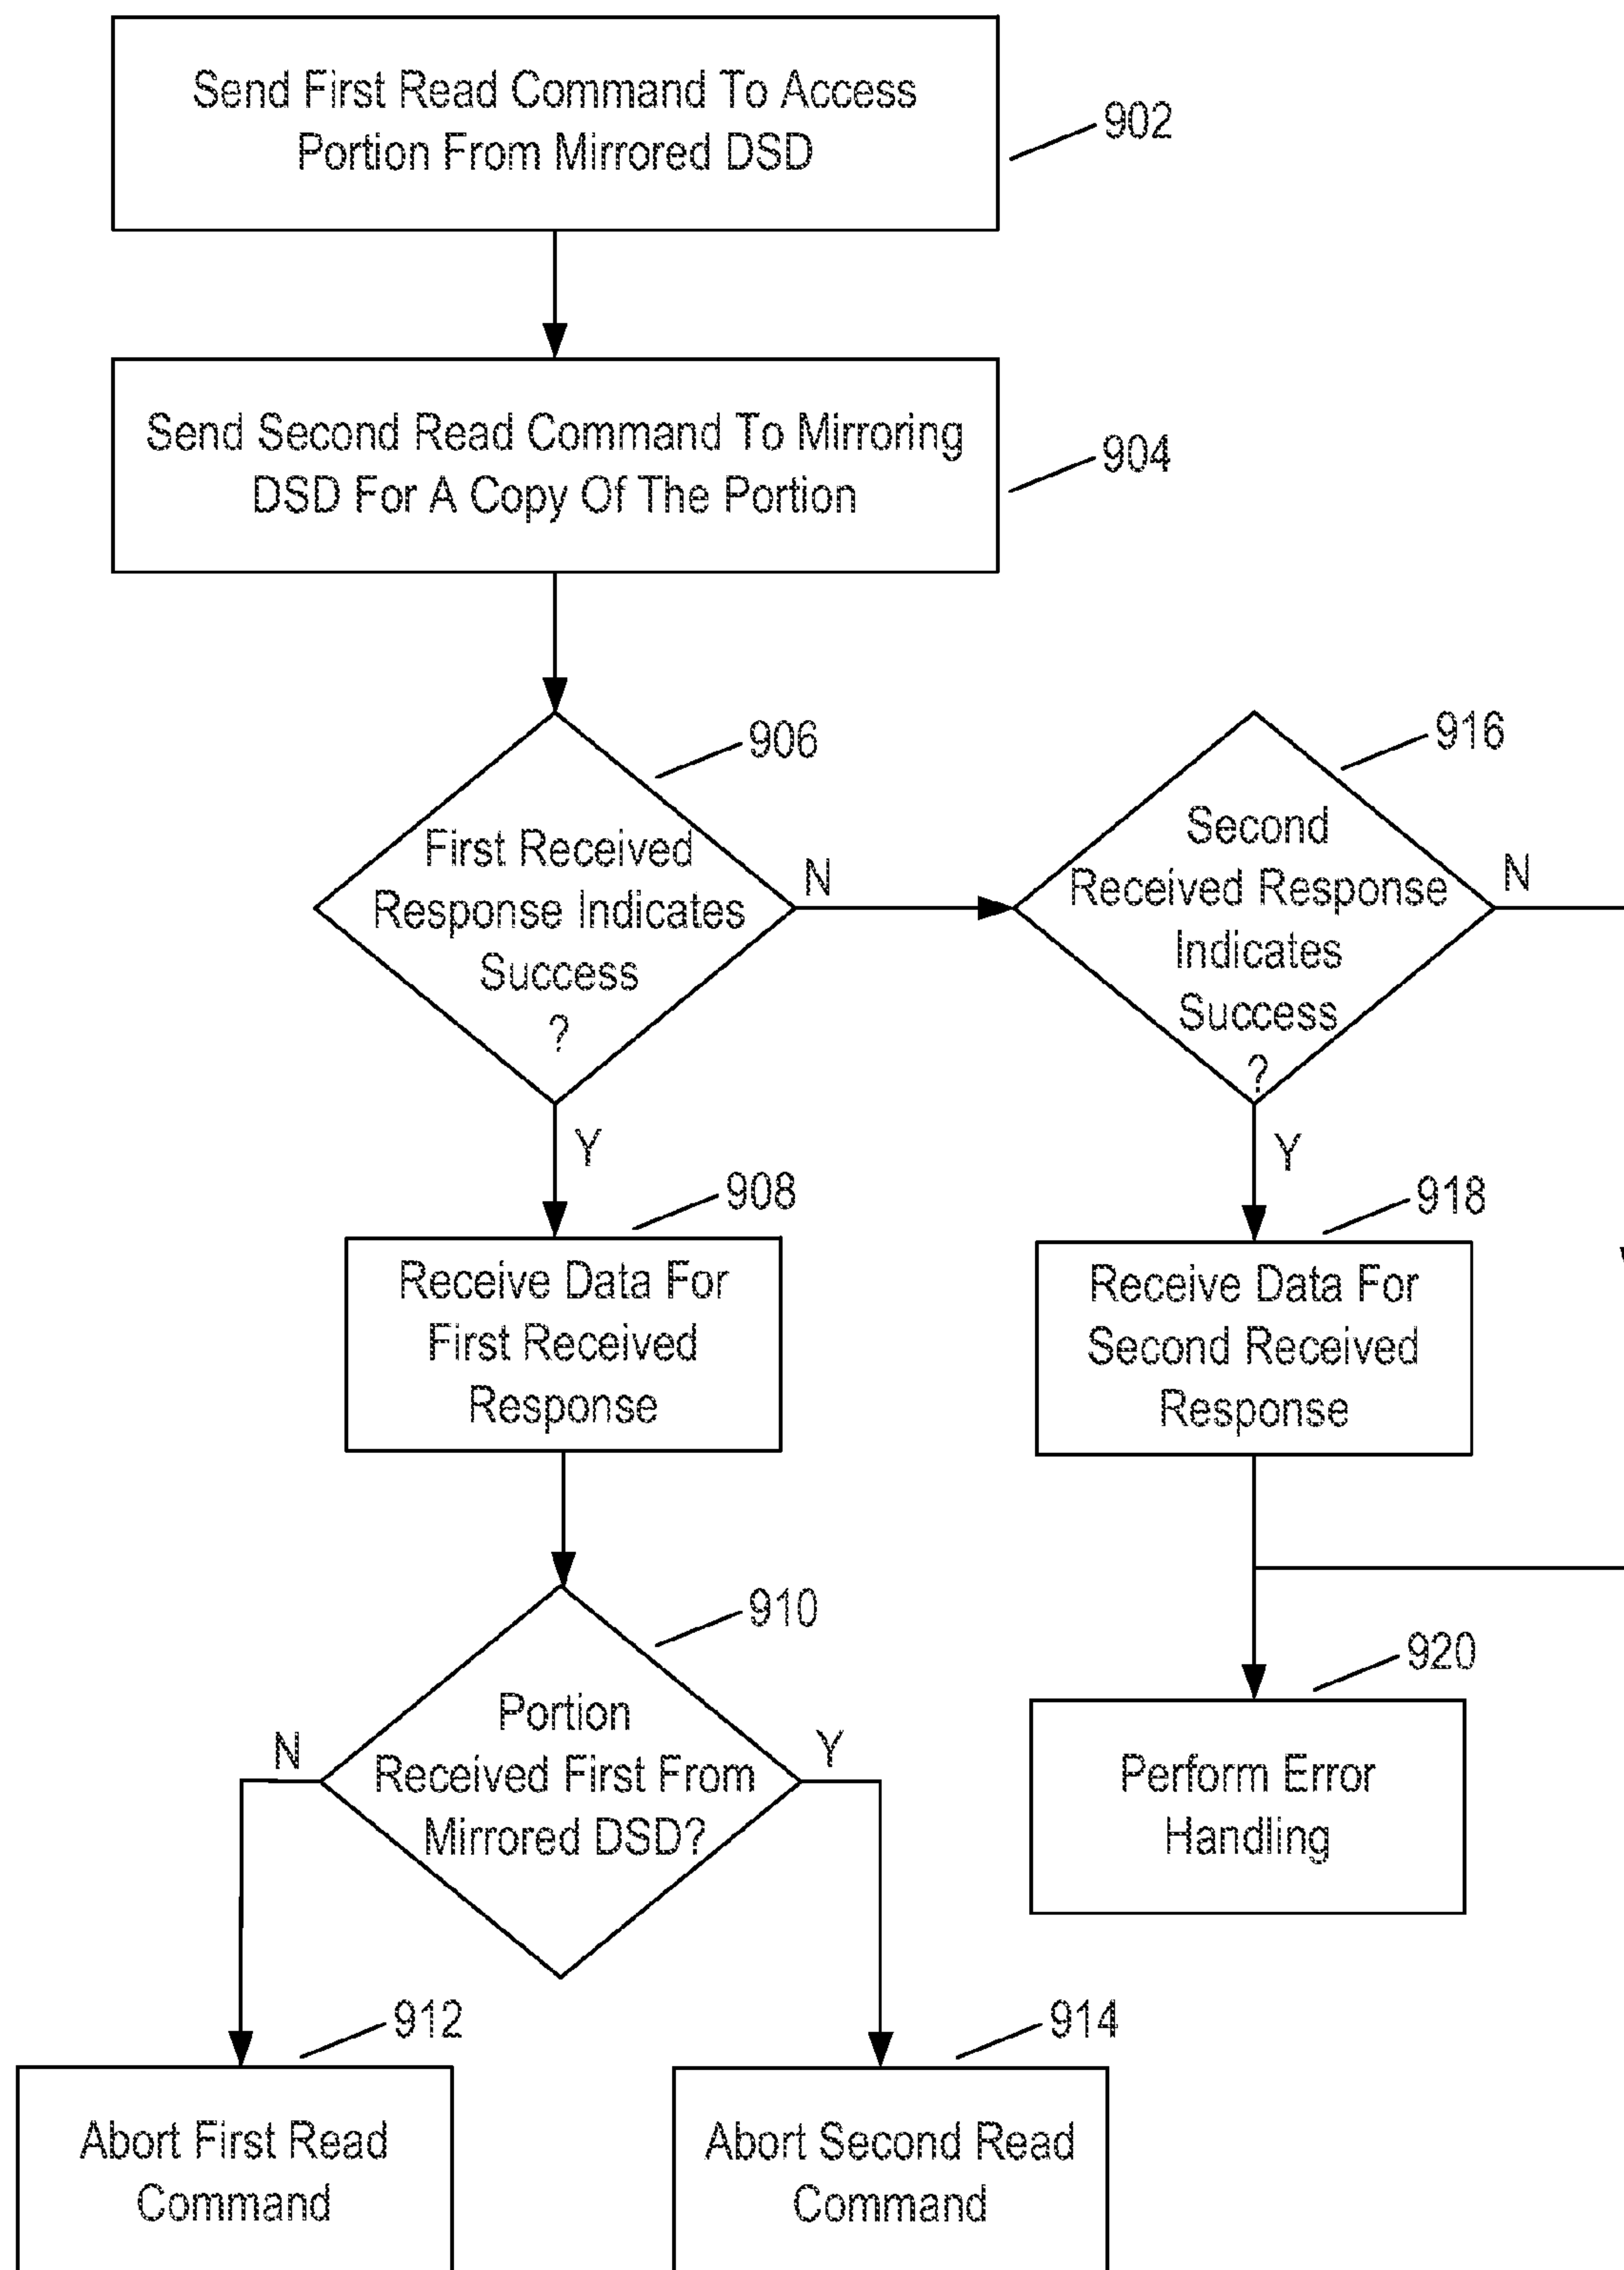 Send First Read Command To Access
Portion From Mirrored DSD
902
Send Second Read Command To Mirroring
DSD For A Copy Of The Portion
904
906
First Received
Response Indicates
Success
?
N
Y
916
Second
Received Response
Indicates
Success
?
N
Y
908
Receive Data For
First Received
Response
918
Receive Data For
Second Received
Response
910
Portion
Received First From
Mirrored DSD?
N
Y
920
Perform Error
Handling
912
Abort First Read
Command
914
Abort Second Read
Command